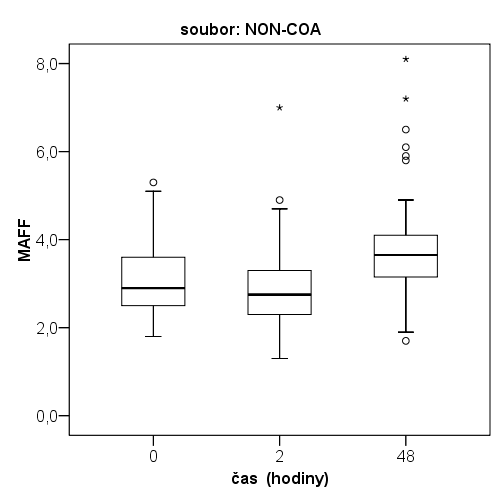 soubor: NON-COA
8,0
6,0
4,0
2,0
0,0
MAFF
0 2 48
čas (hodiny)